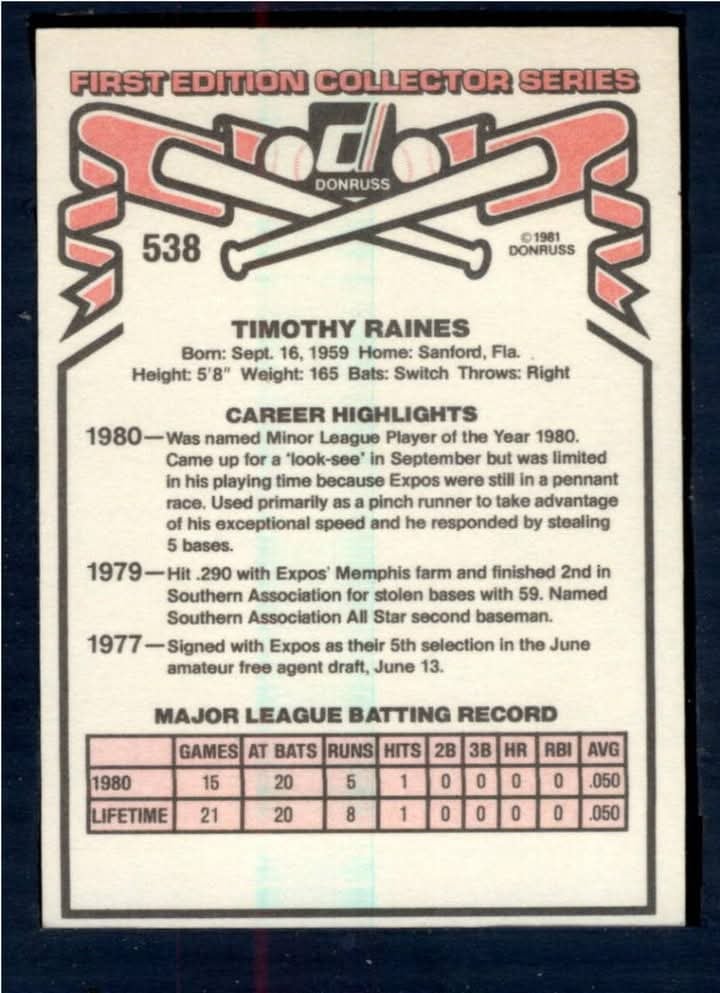 FIRST EDITION COLLECTOR SERIES
DONRUSS
538
©1981
DONRUSS
TIMOTHY RAINES
Born: Sept. 16, 1959 Home: Sanford, Fla.
Height: 5'8" Weight: 165 Bats: Switch Throws: Right
CAREER HIGHLIGHTS
1980—Was named Minor League Player of the Year 1980.
Came up for a 'look-see' in September but was limited
in his playing time because Expos were still in a pennant
race. Used primarily as a pinch runner to take advantage
of his exceptional speed and he responded by stealing
5 bases.
1979—Hit .290 with Expos' Memphis farm and finished 2nd in
Southern Association for stolen bases with 59. Named
Southern Association All Star second baseman.
1977—Signed with Expos as their 5th selection in the June
amateur free agent draft, June 13.
MAJOR LEAGUE BATTING RECORD
GAMES AT BATS RUNS HITS 2B 3B HR RBI AVG
1980 15 20 5 1 0 0 0 0 .050
LIFETIME 21 20 8 1 0 0 0 0 .050